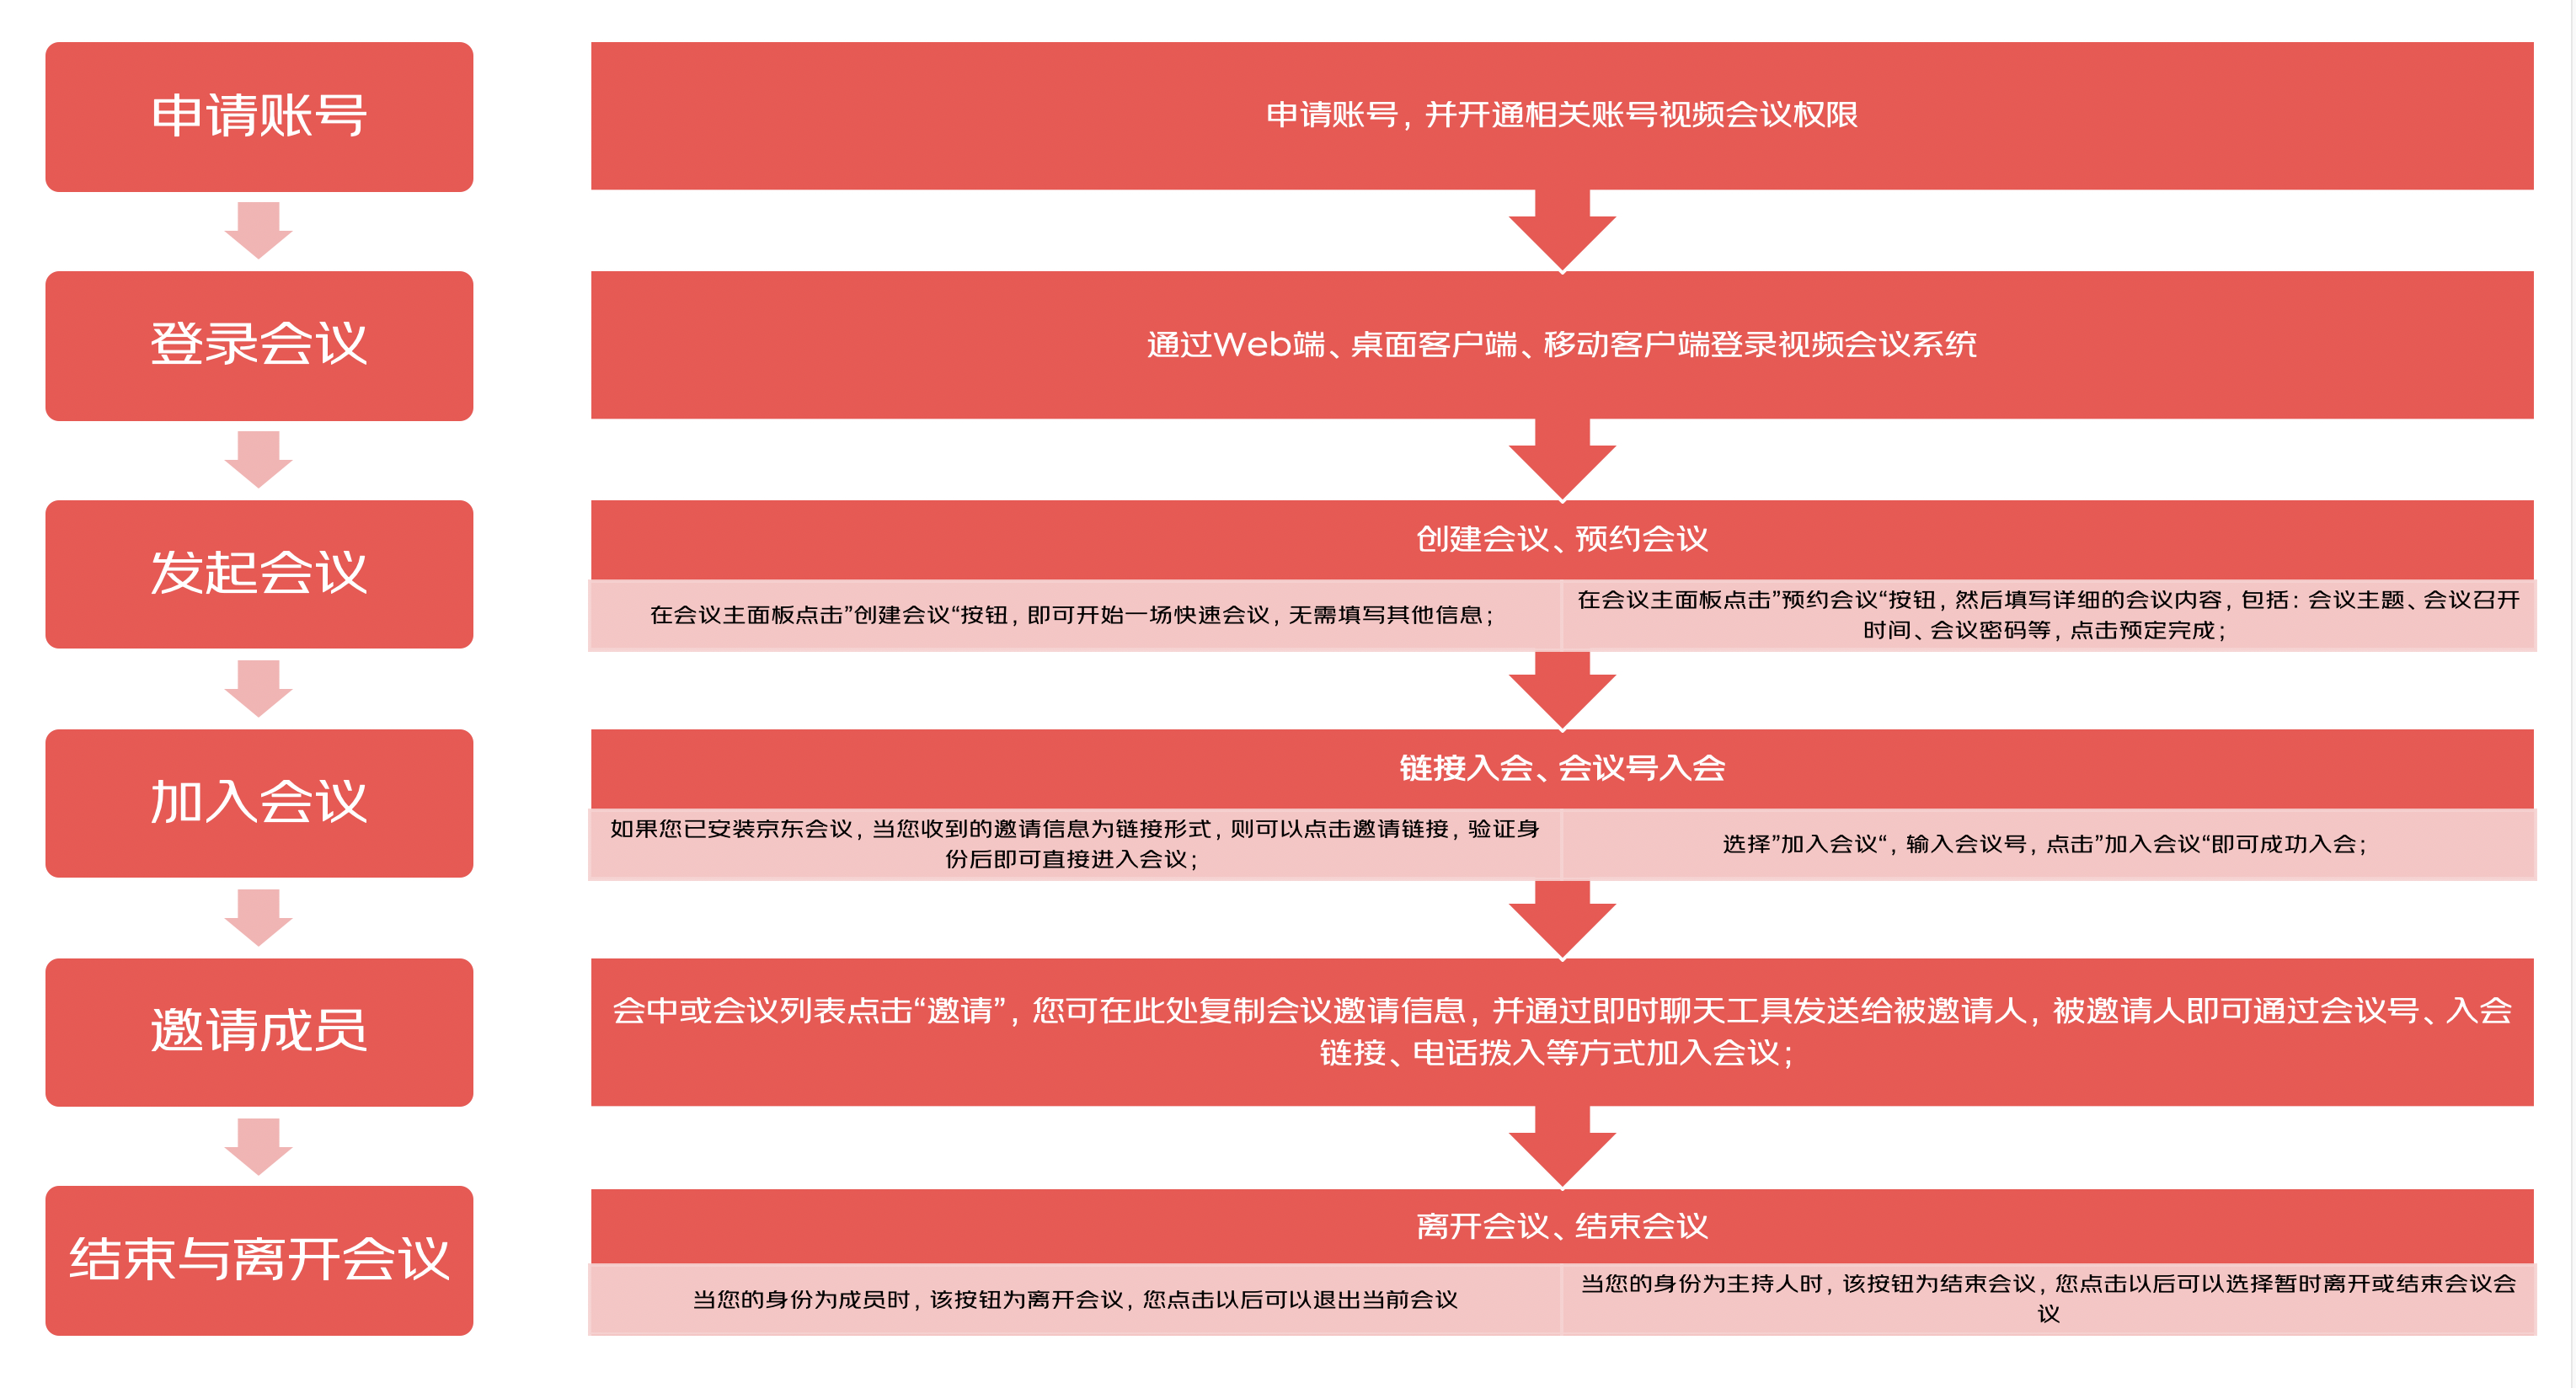 申请账号
申请账号，并开通相关账号视频会议权限
登录会议
通过Web端、桌面客户端、移动客户端登录视频会议系统
发起会议
创建会议、预约会议
在会议主面板点击”创建会议“按钮，即可开始一场快速会议，无需填写其他信息；
在会议主面板点击”预约会议“按钮，然后填写详细的会议内容，包括：会议主题、会议召开
时间、会议密码等，点击预定完成；
加入会议
链接入会、会议号入会
如果您已安装京东会议，当您收到的邀请信息为链接形式，则可以点击邀请链接，验证身
份后即可直接进入会议；
选择”加入会议“，输入会议号，点击”加入会议“即可成功入会；
邀请成员
会中或会议列表点击“邀请”，您可在此处复制会议邀请信息，并通过即时聊天工具发送给被邀请人，被邀请人即可通过会议号、入会
链接、电话拨入等方式加入会议；
结束与离开会议
离开会议、结束会议
当您的身份为成员时，该按钮为离开会议，您点击以后可以退出当前会议
当您的身份为主持人时，该按钮为结束会议，您点击以后可以选择暂时离开或结束会议会
议